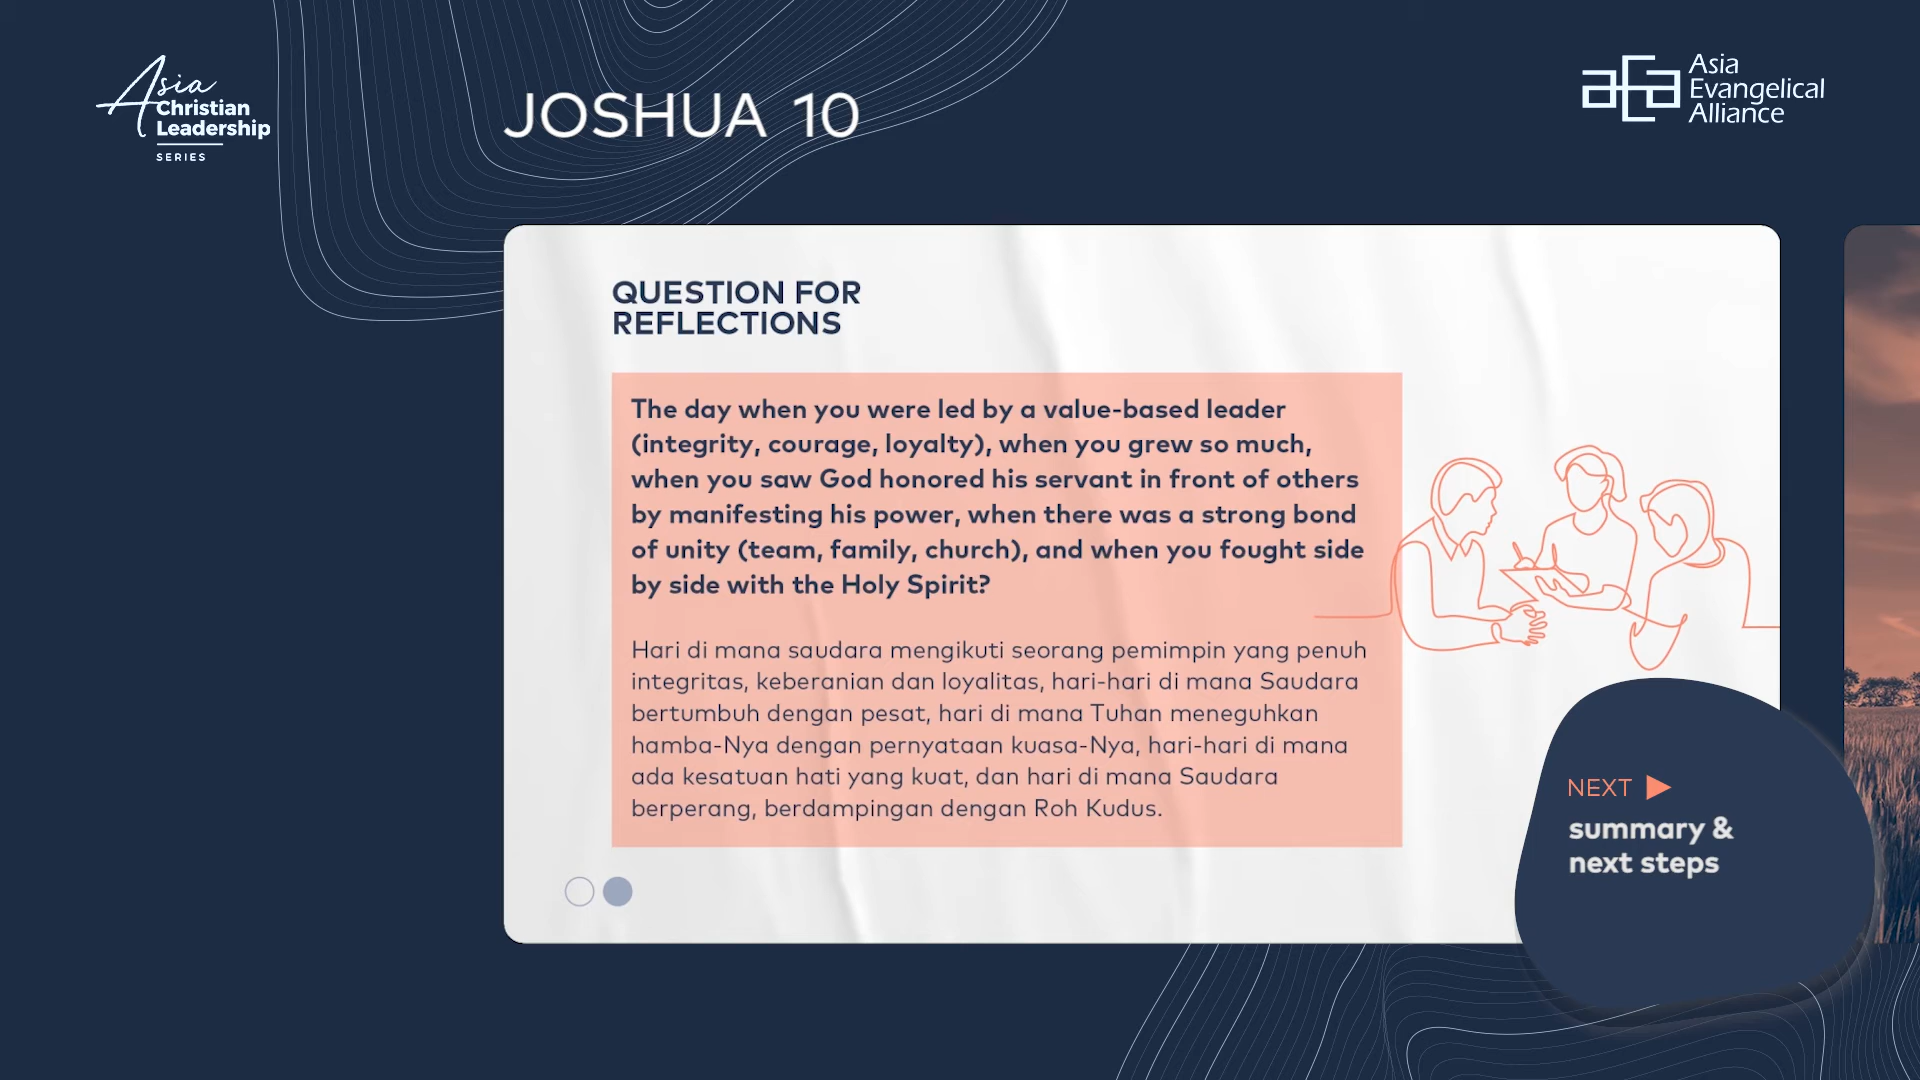 Asia
Christian
Leadership
SERIES
JOSHUA 10
aea
Asia
Evangelical
Alliance
QUESTION FOR
REFLECTIONS
The day when you were led by a value-based leader
(integrity, courage, loyalty), when you grew so much,
when you saw God honored his servant in front of others
by manifesting his power, when there was a strong bond
of unity (team, family, church), and when you fought side
by side with the Holy Spirit?
Hari di mana saudara mengikuti seorang pemimpin yang penuh
integritas, keberanian dan loyalitas, hari-hari di mana Saudara
bertumbuh dengan pesat, hari di mana Tuhan meneguhkan
hamba-Nya dengan pernyataan kuasa-Nya, hari-hari di mana
ada kesatuan hati yang kuat, dan hari di mana Saudara
berperang, berdampingan dengan Roh Kudus.
NEXT
summary &
next steps